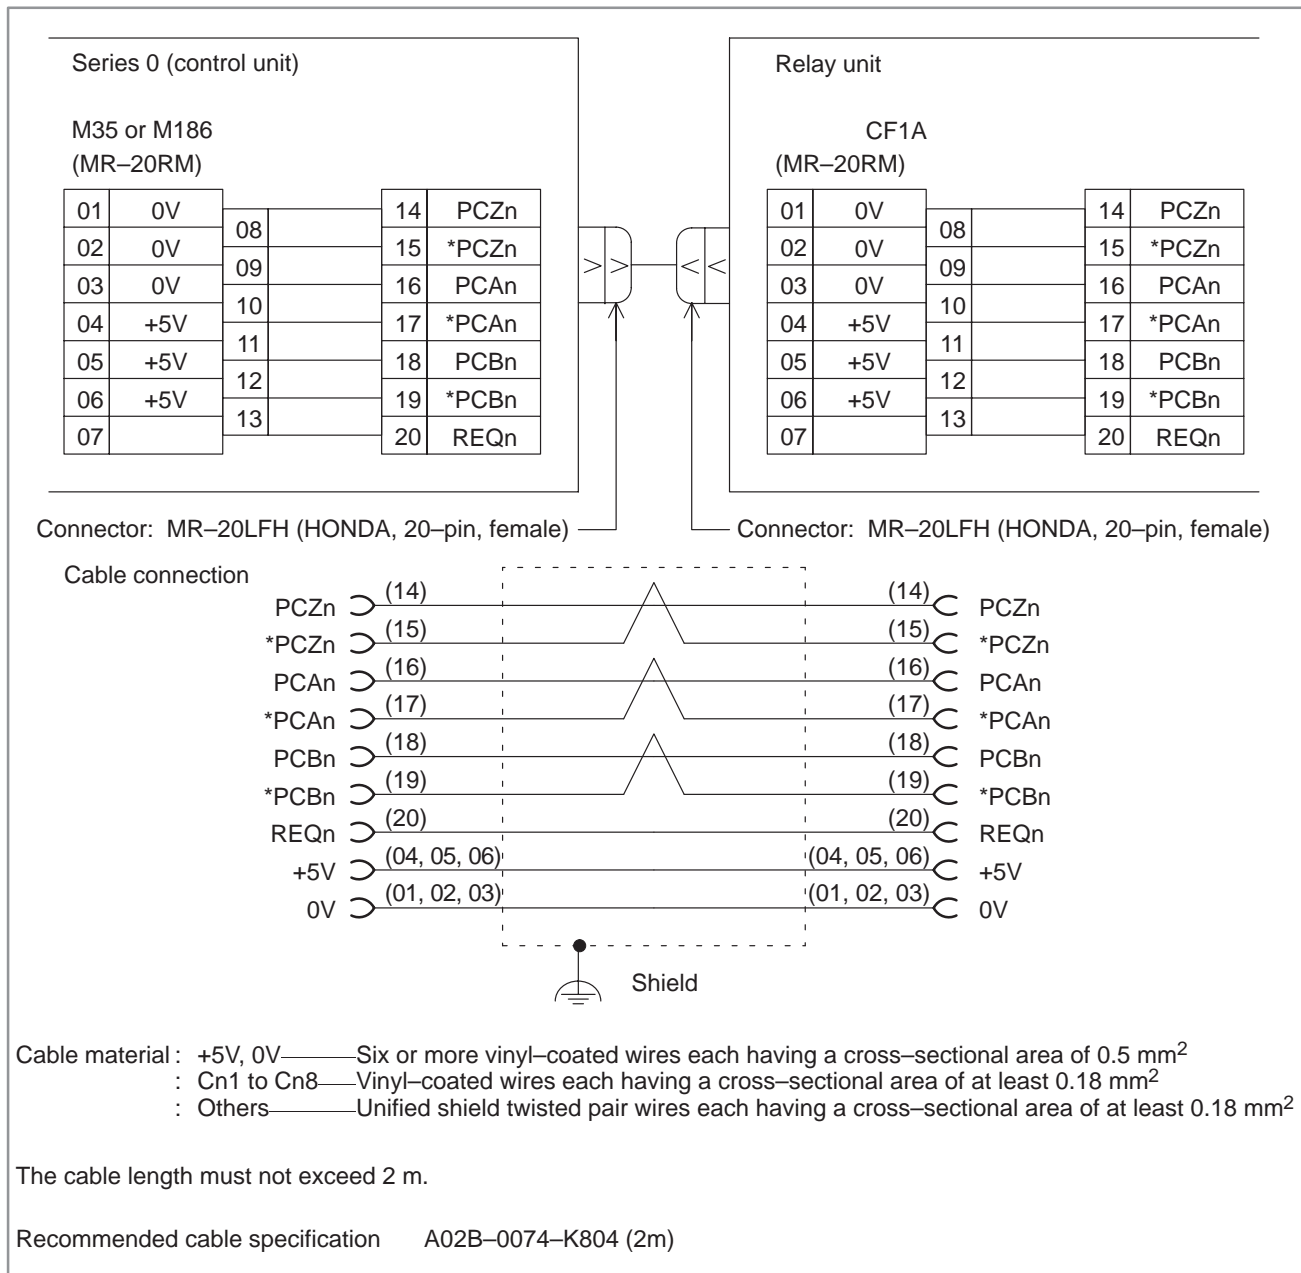 Series 0 (control unit)
Relay unit
M35 or M186
(MR–20RM)
CF1A
(MR–20RM)
01 0V
02 0V
03 0V
04 +5V
05 +5V
06 +5V
07
08
09
10
11
12
13
14 PCZn
15 *PCZn
16 PCAn
17 *PCAn
18 PCBn
19 *PCBn
20 REQn
01 0V
02 0V
03 0V
04 +5V
05 +5V
06 +5V
07
08
09
10
11
12
13
14 PCZn
15 *PCZn
16 PCAn
17 *PCAn
18 PCBn
19 *PCBn
20 REQn
Connector: MR–20LFH (HONDA, 20–pin, female)
Connector: MR–20LFH (HONDA, 20–pin, female)
Cable connection
PCZn (14) (14) PCZn
*PCZn (15) (15) *PCZn
PCAn (16) (16) PCAn
*PCAn (17) (17) *PCAn
PCBn (18) (18) PCBn
*PCBn (19) (19) *PCBn
REQn (20) (20) REQn
+5V (04, 05, 06) (04, 05, 06) +5V
0V (01, 02, 03) (01, 02, 03) 0V
Shield
Cable material : +5V, 0V Six or more vinyl–coated wires each having a cross–sectional area of 0.5 mm²
: Cn1 to Cn8 Vinyl–coated wires each having a cross–sectional area of at least 0.18 mm²
: Others Unified shield twisted pair wires each having a cross–sectional area of at least 0.18 mm²
The cable length must not exceed 2 m.
Recommended cable specification A02B–0074–K804 (2m)